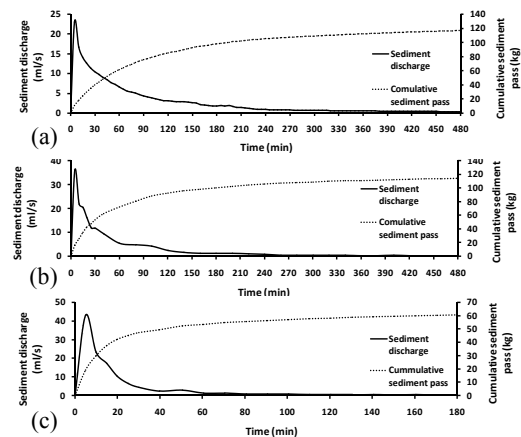 25
20
15
10
5
0
Sediment discharge
ml/s)
140
120
100
80
60
40
20
0
Cumulative sediment
pass (kg)
Sediment
discharge
Comulative
sediment pass
0 30 60 90 120 150 180 210 240 270 300 330 360 390 420 450 480
Time (min)
(a)
40
30
20
10
0
Sediment discharge
ml/s)
140
120
100
80
60
40
20
0
Cumulative sediment
pass (kg)
Sediment
discharge
Comulative
sediment pass
0 30 60 90 120 150 180 210 240 270 300 330 360 390 420 450 480
Time (min)
(b)
50
40
30
20
10
0
Sediment discharge
ml/s)
70
60
50
40
30
20
10
0
Cumulative sediment
pass (kg)
Sediment
discharge
Cummulative
sediment pass
0 20 40 60 80 100 120 140 160 180
Time (min)
(c)